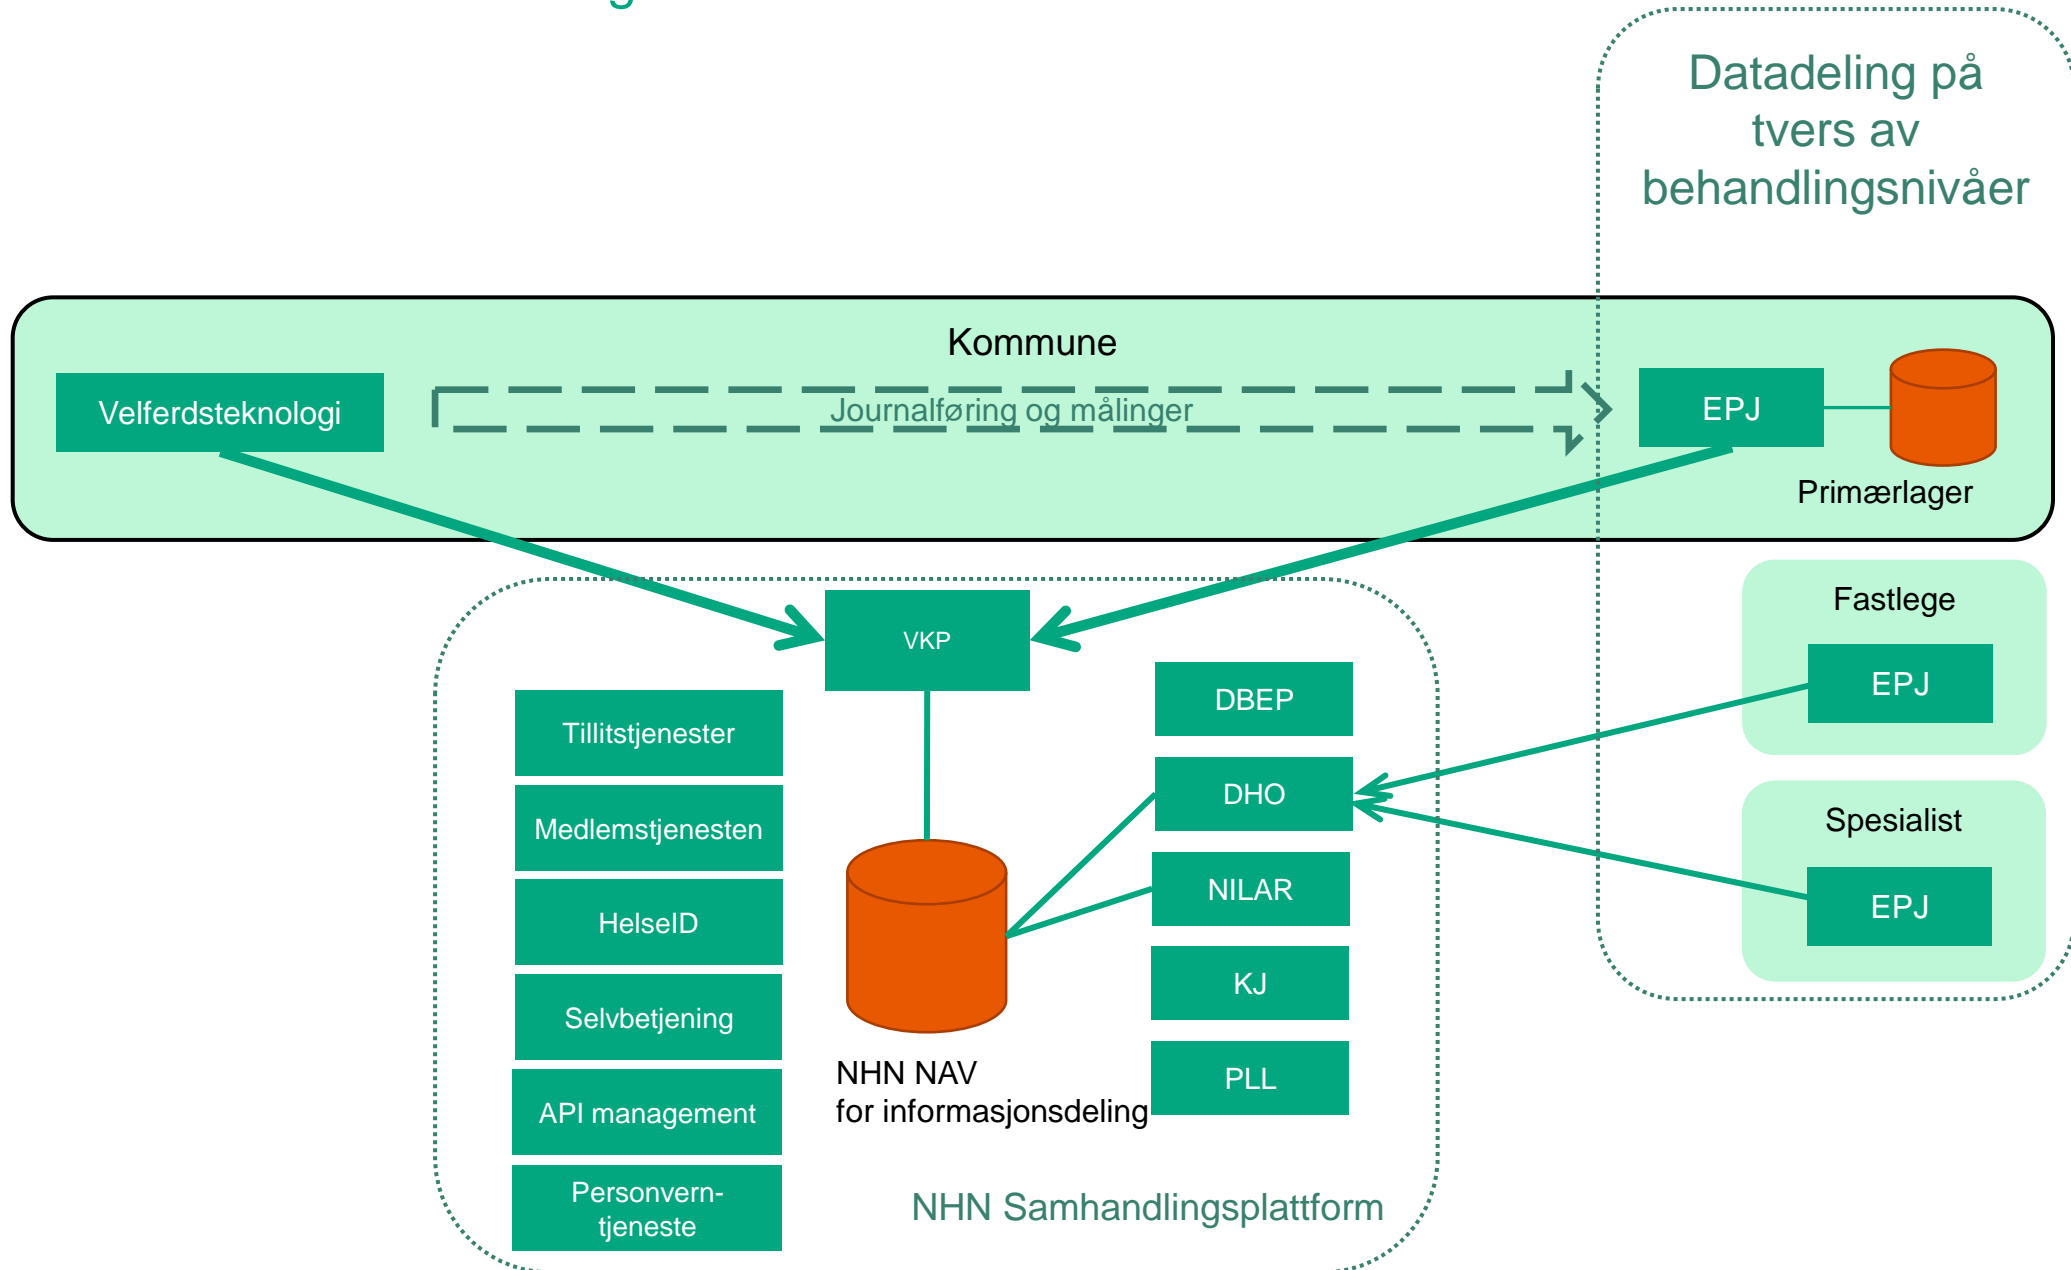 Datadeling på
tvers av
behandlingsnivåer
Kommune
Velferdsteknologi
Journalføring og målinger
EPJ
Primærlager
Fastlege
EPJ
Spesialist
EPJ
VKP
Tillitstjenester
Medlemstjenesten
HelseID
Selvbetjening
API management
Personvern-
tjeneste
NHN NAV
for informasjonsdeling
DBEP
DHO
NILAR
KJ
PLL
NHN Samhandlingsplattform